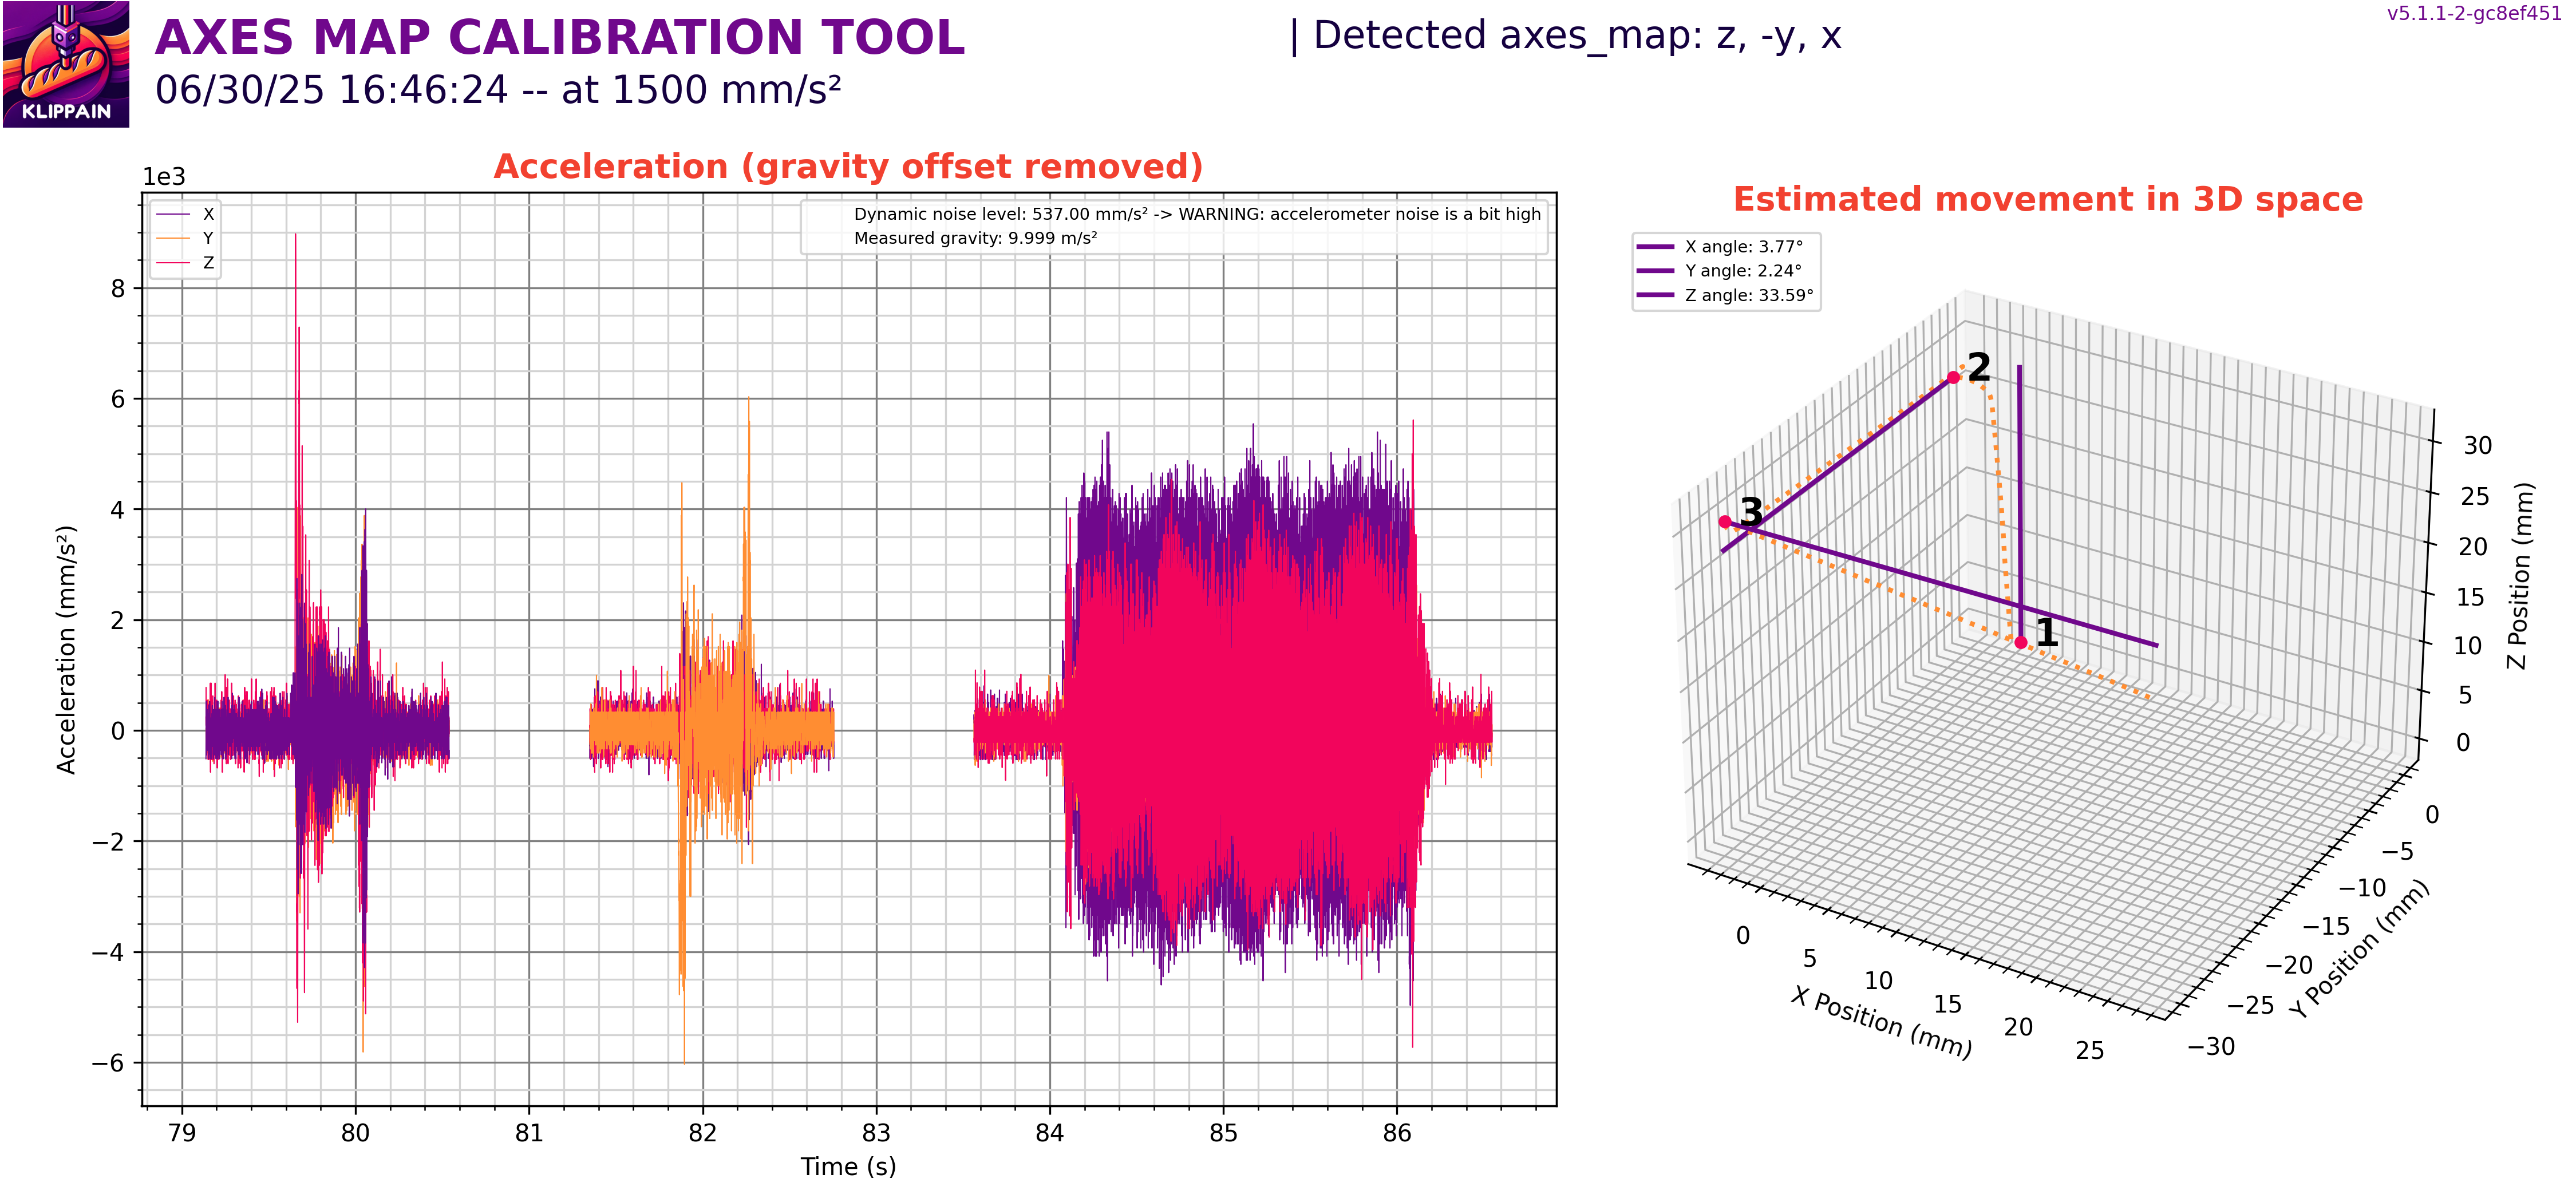 KLIPPAIN
AXES MAP CALIBRATION TOOL
06/30/25 16:46:24 -- at 1500 mm/s²
| Detected axes_map: z, -y, x
v5.1.1-2-gc8ef451
Acceleration (gravity offset removed)
1e3
X
Y
Z
Dynamic noise level: 537.00 mm/s² -> WARNING: accelerometer noise is a bit high
Measured gravity: 9.999 m/s²
8
6
4
2
0
−2
−4
−6
Acceleration (mm/s²)
79
80
81
82
83
84
85
86
Time (s)
Estimated movement in 3D space
X angle: 3.77°
Y angle: 2.24°
Z angle: 33.59°
2
3
1
30
25
20
15
10
5
0
Z Position (mm)
0
−5
−10
−15
−20
−25
−30
Y Position (mm)
0
5
10
15
20
25
X Position (mm)